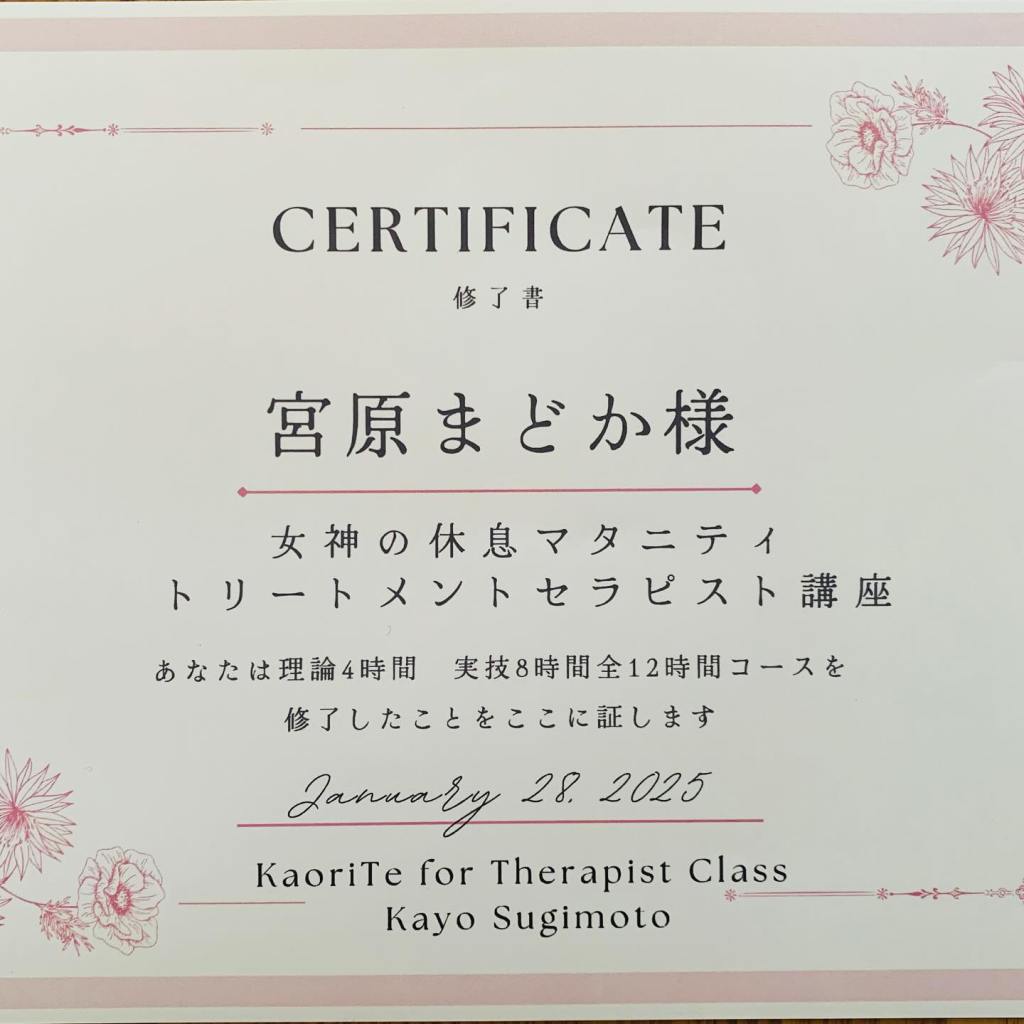 CERTIFICATE
修了書
宮原まどか様
女神の休息マタニティ
トリートメントセラピスト講座
あなたは理論4時間　実技8時間全12時間コースを
修了したことをここに証します
January 28. 2025
KaoriTe for Therapist Class
Kayo Sugimoto